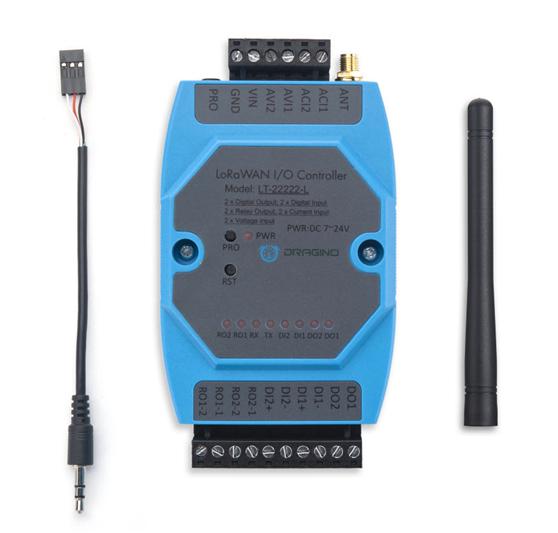 PRO GND VIN AVI2 AVI1 ACI2 ACI1 ANT
LoRaWAN I/O Controller
Model: LT-22222-L
2 x Digital Output, 2 x Digital Input
2 x Relay Output, 2 x Current Input
2 x Voltage Input
PWR:DC 7~24V
PWR
PRO
DRAGINO
RST
RO2 RO1 RX TX DI2 DI1 DO2 DO1
RO1-2 RO1-1 RO2-2 RO2-1 DI2+ DI2- DI1+ DI1- DO2 DO1